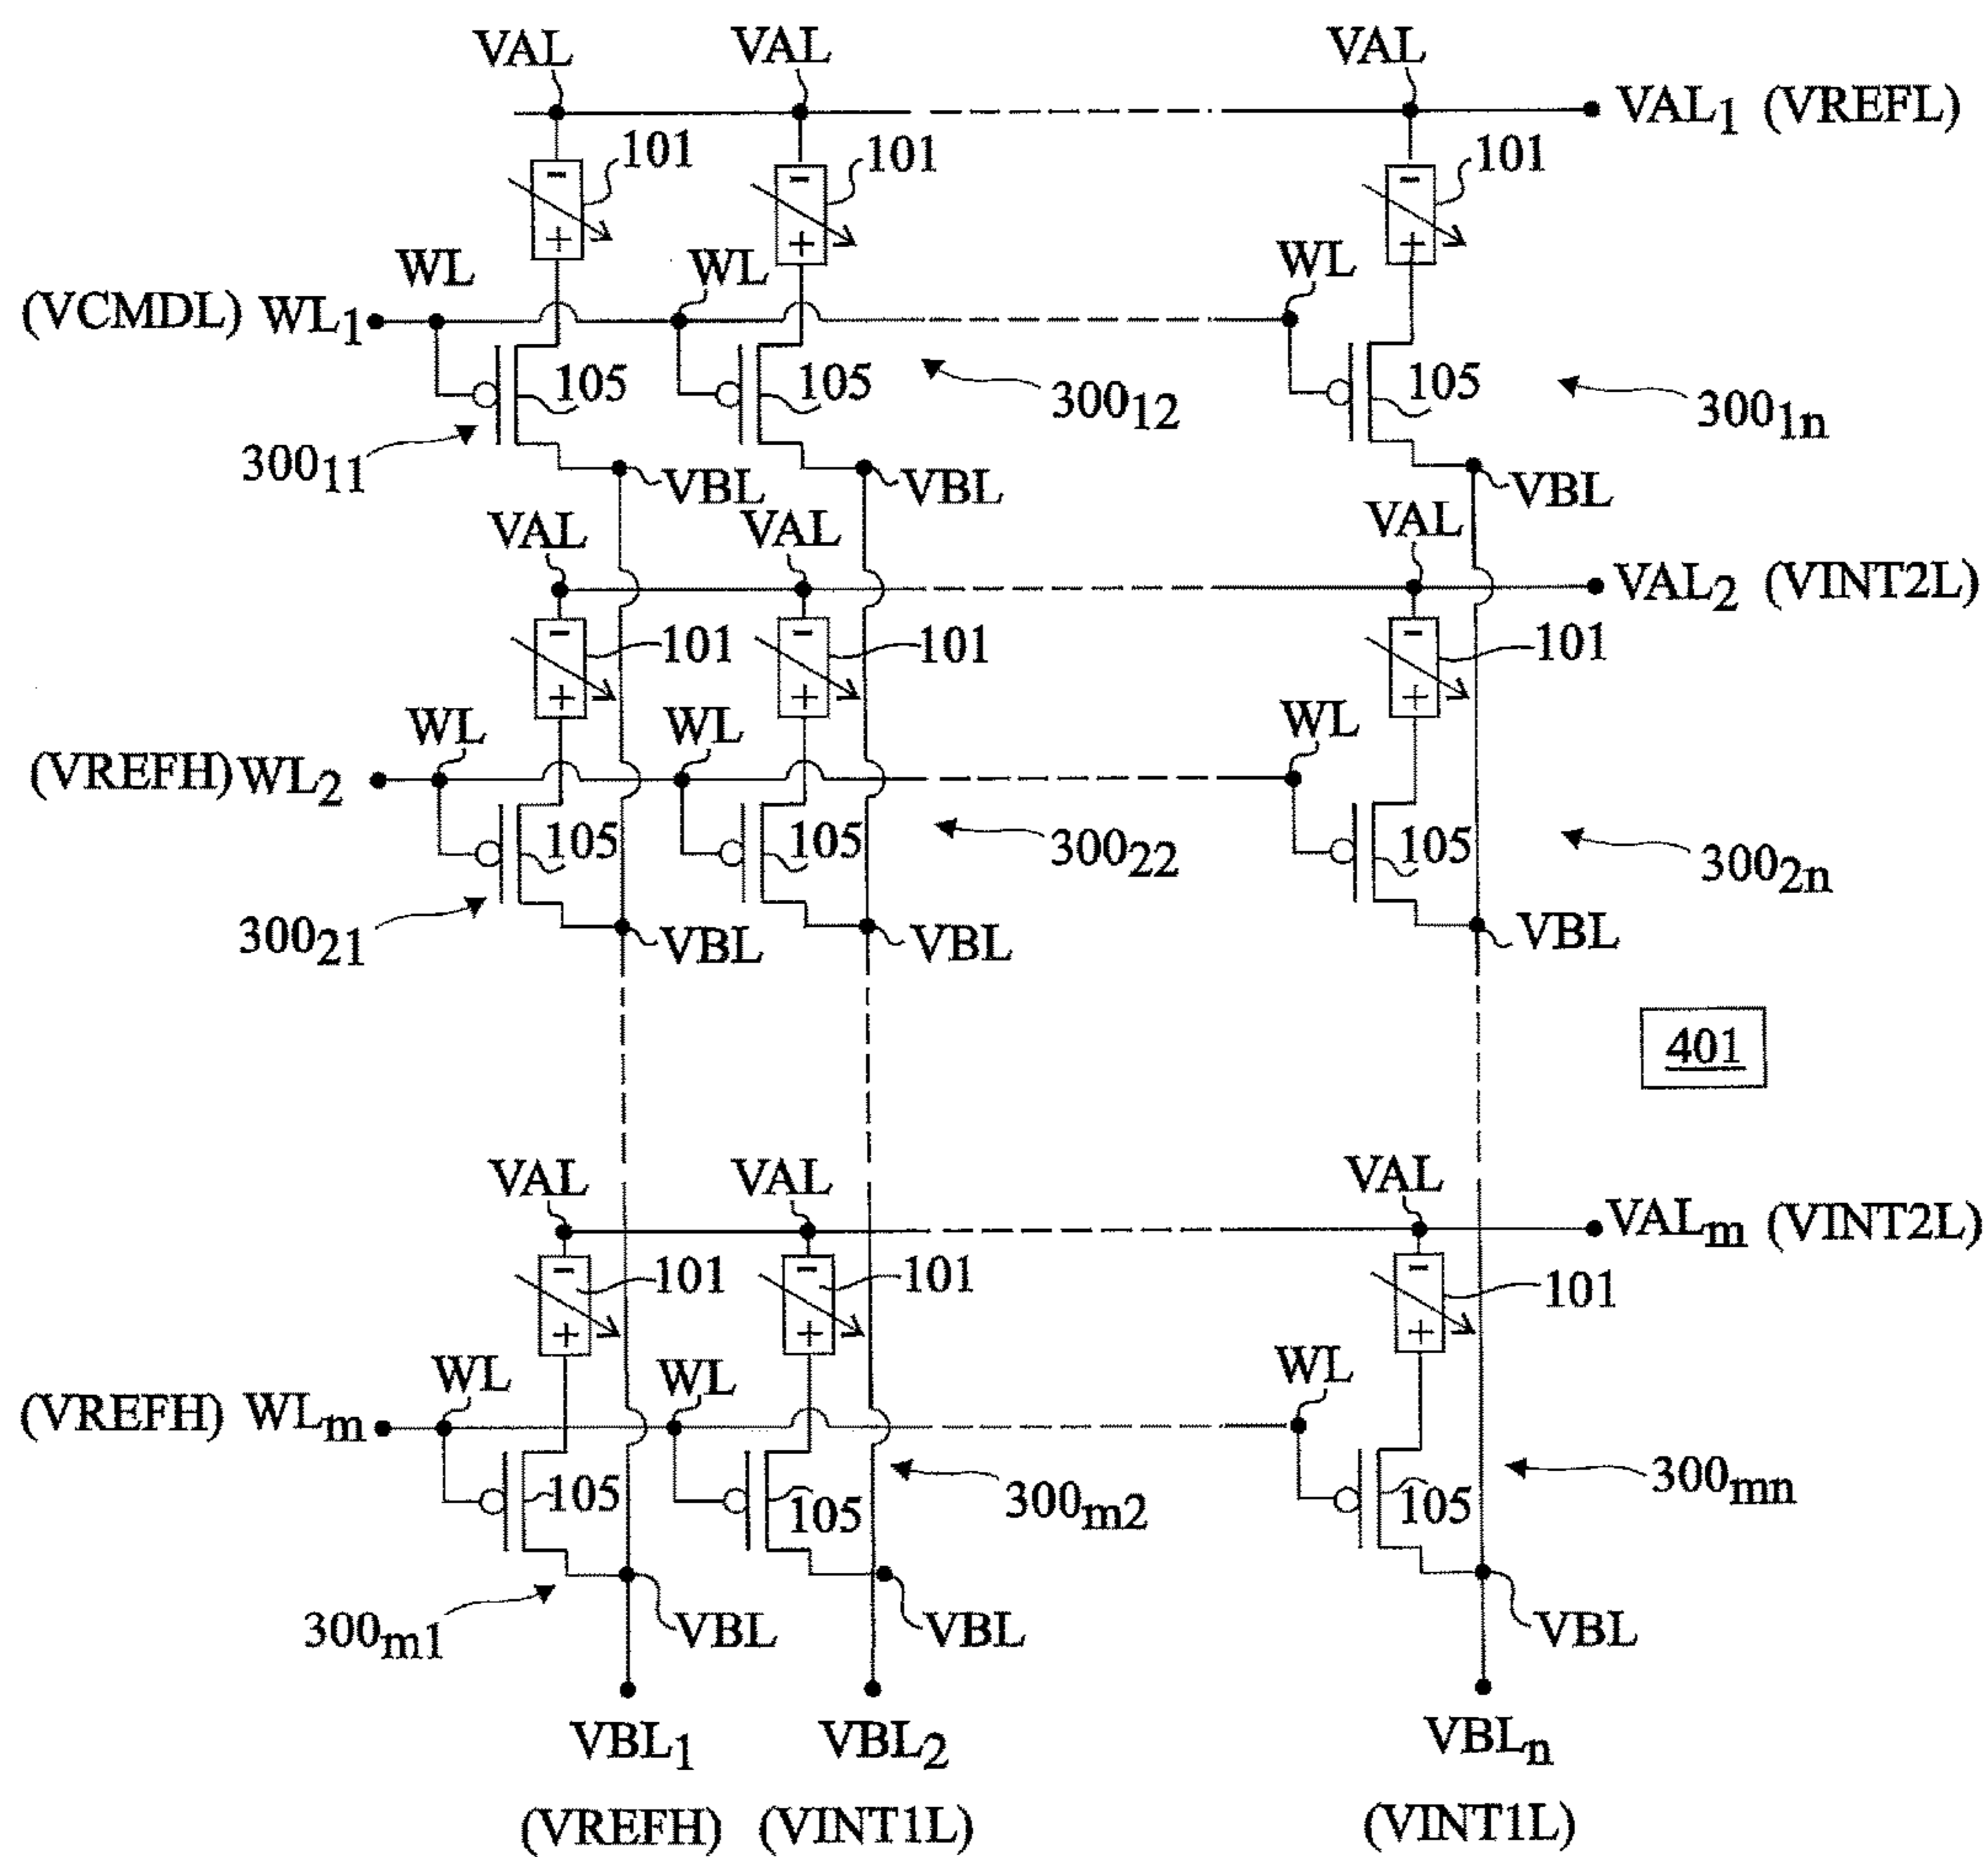 VAL VAL VAL
VAL1 (VREFL)
101 101 101
WL WL WL
(VCMDL) WL1
105 105 105
30011 30012 3001n
VBL VBL VBL
VAL VAL VAL
VAL2 (VINT2L)
101 101 101
WL WL WL
(VREFH) WL2
105 105 105
30021 30022 3002n
VBL VBL VBL
401
VAL VAL VAL
VALm (VINT2L)
101 101 101
WL WL WL
(VREFH) WLm
105 105 105
300m1 300m2 300mn
VBL VBL VBL
VBL1 VBL2 VBLn
(VREFH) (VINT1L) (VINT1L)